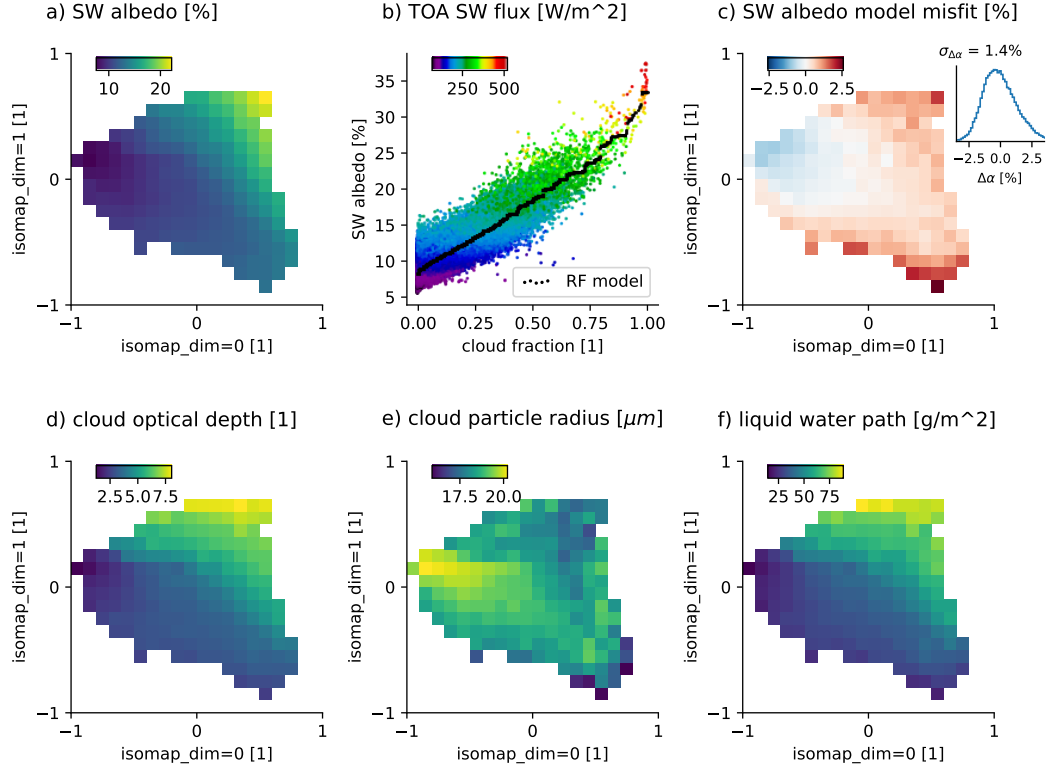 a) SW albedo [%]
10 20
1
0
−1
isomap_dim=1 [1]
−1 0 1
isomap_dim=0 [1]
b) TOA SW flux [W/m^2]
250 500
35
30
25
20
15
10
5
SW albedo [%]
RF model
0.00 0.25 0.50 0.75 1.00
cloud fraction [1]
c) SW albedo model misfit [%]
−2.5 0.0 2.5
σΔα = 1.4%
−2.5 0.0 2.5
Δα [%]
1
0
−1
isomap_dim=1 [1]
−1 0 1
isomap_dim=0 [1]
d) cloud optical depth [1]
2.5 5.0 7.5
1
0
−1
isomap_dim=1 [1]
−1 0 1
isomap_dim=0 [1]
e) cloud particle radius [μm]
17.5 20.0
1
0
−1
isomap_dim=1 [1]
−1 0 1
isomap_dim=0 [1]
f) liquid water path [g/m^2]
25 50 75
1
0
−1
isomap_dim=1 [1]
−1 0 1
isomap_dim=0 [1]